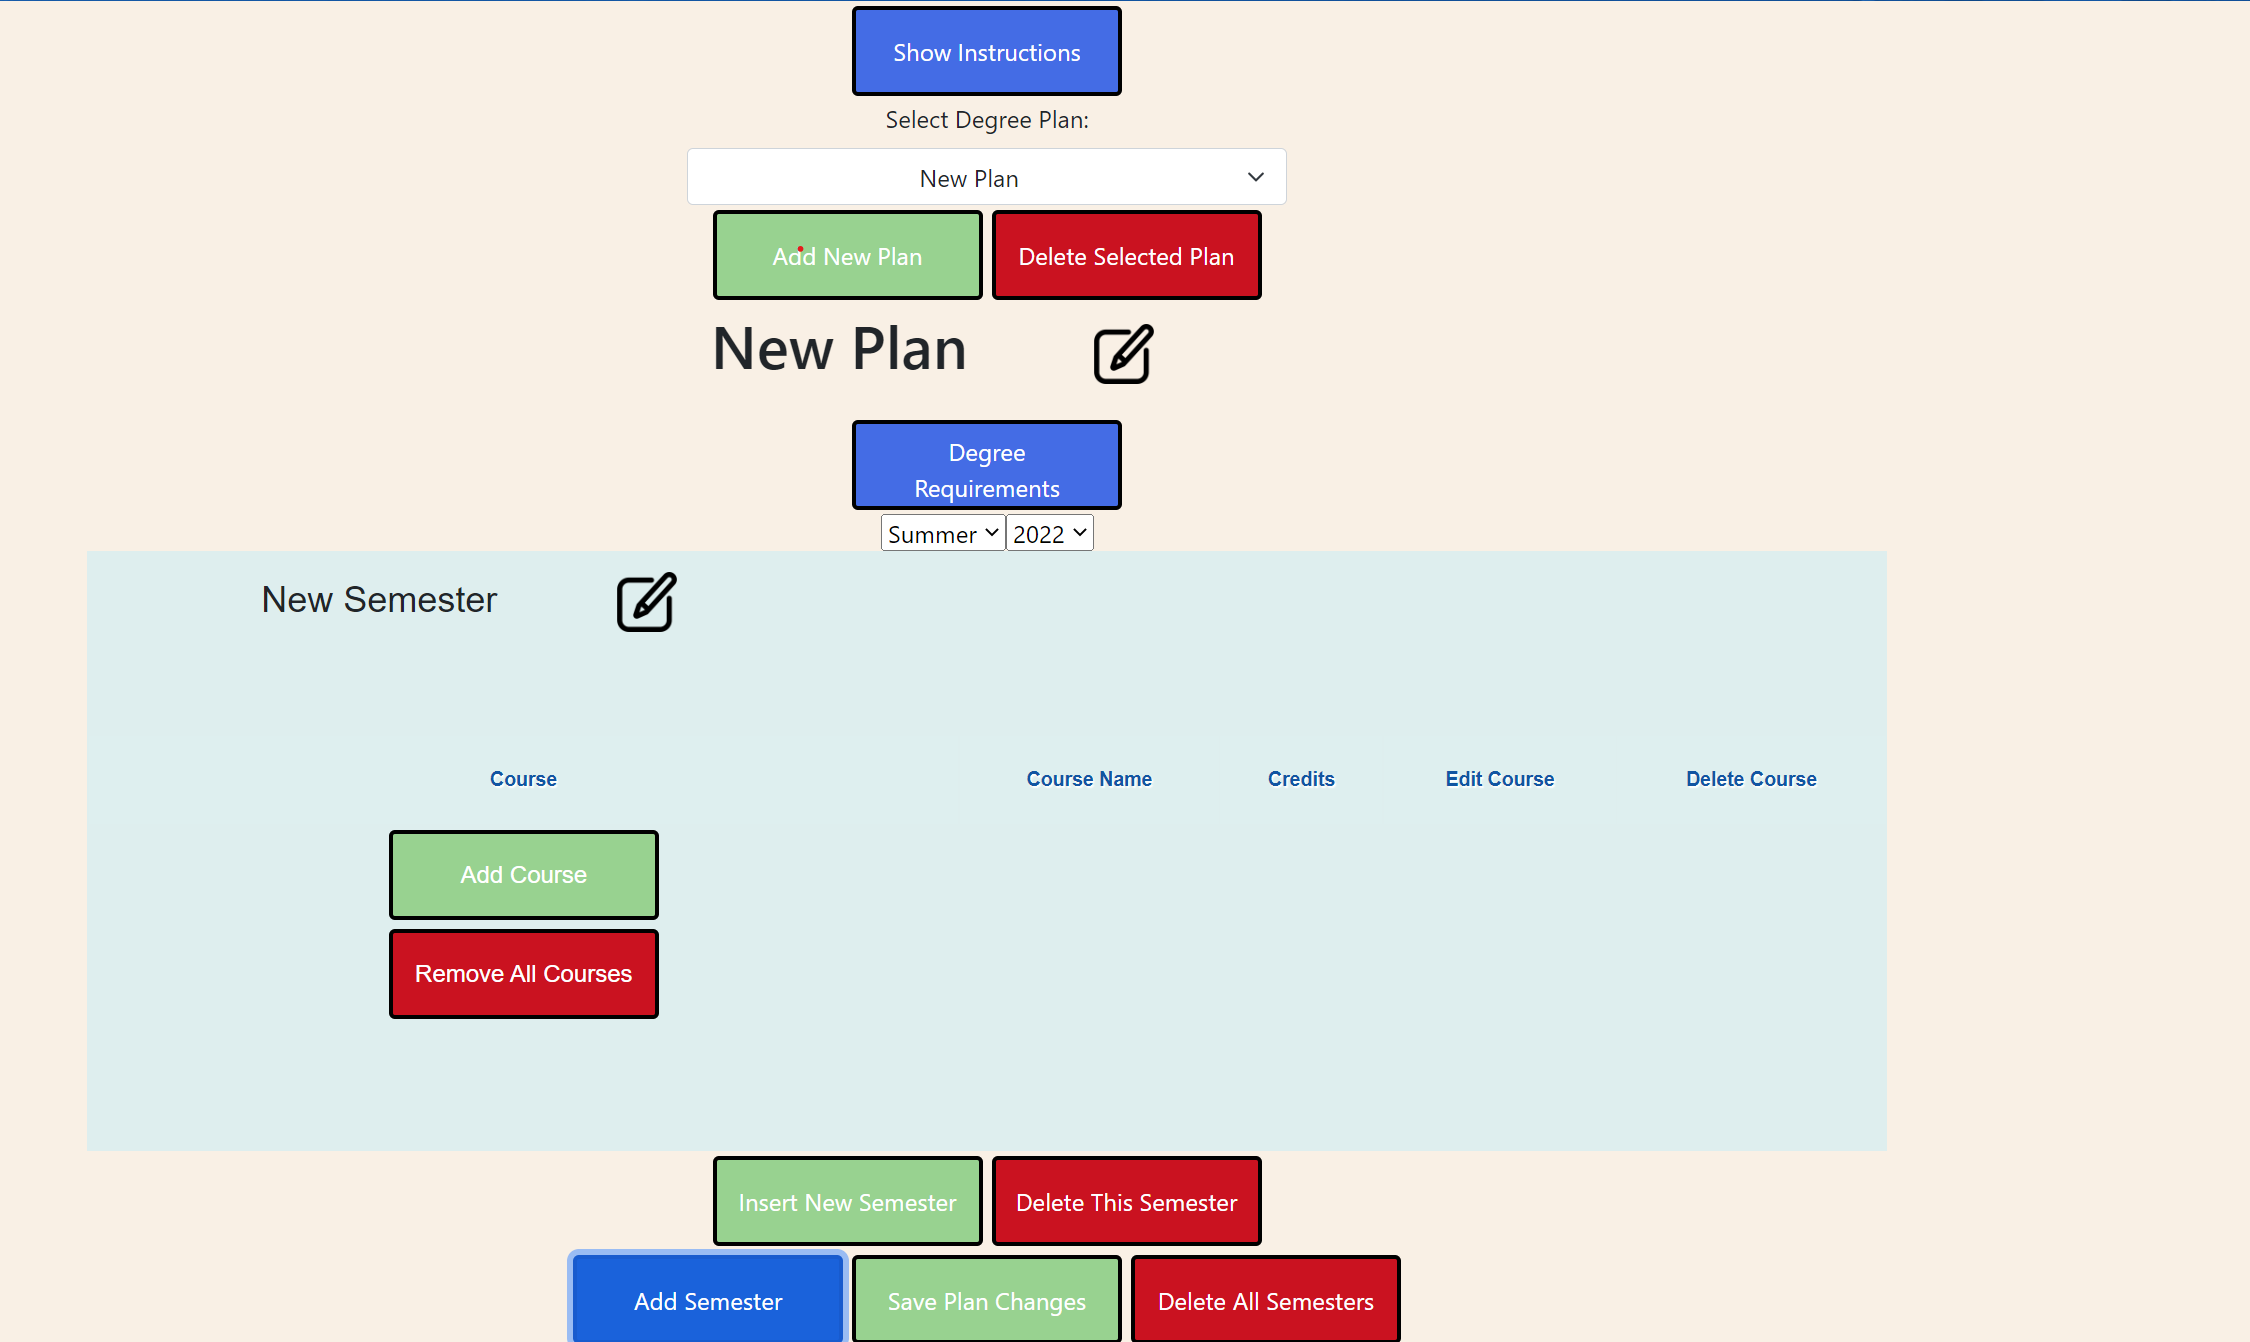 Show Instructions
Select Degree Plan:
New Plan
Add New Plan
Delete Selected Plan
New Plan
Degree
Requirements
Summer
2022
New Semester
Course
Course Name
Credits
Edit Course
Delete Course
Add Course
Remove All Courses
Insert New Semester
Delete This Semester
Add Semester
Save Plan Changes
Delete All Semesters